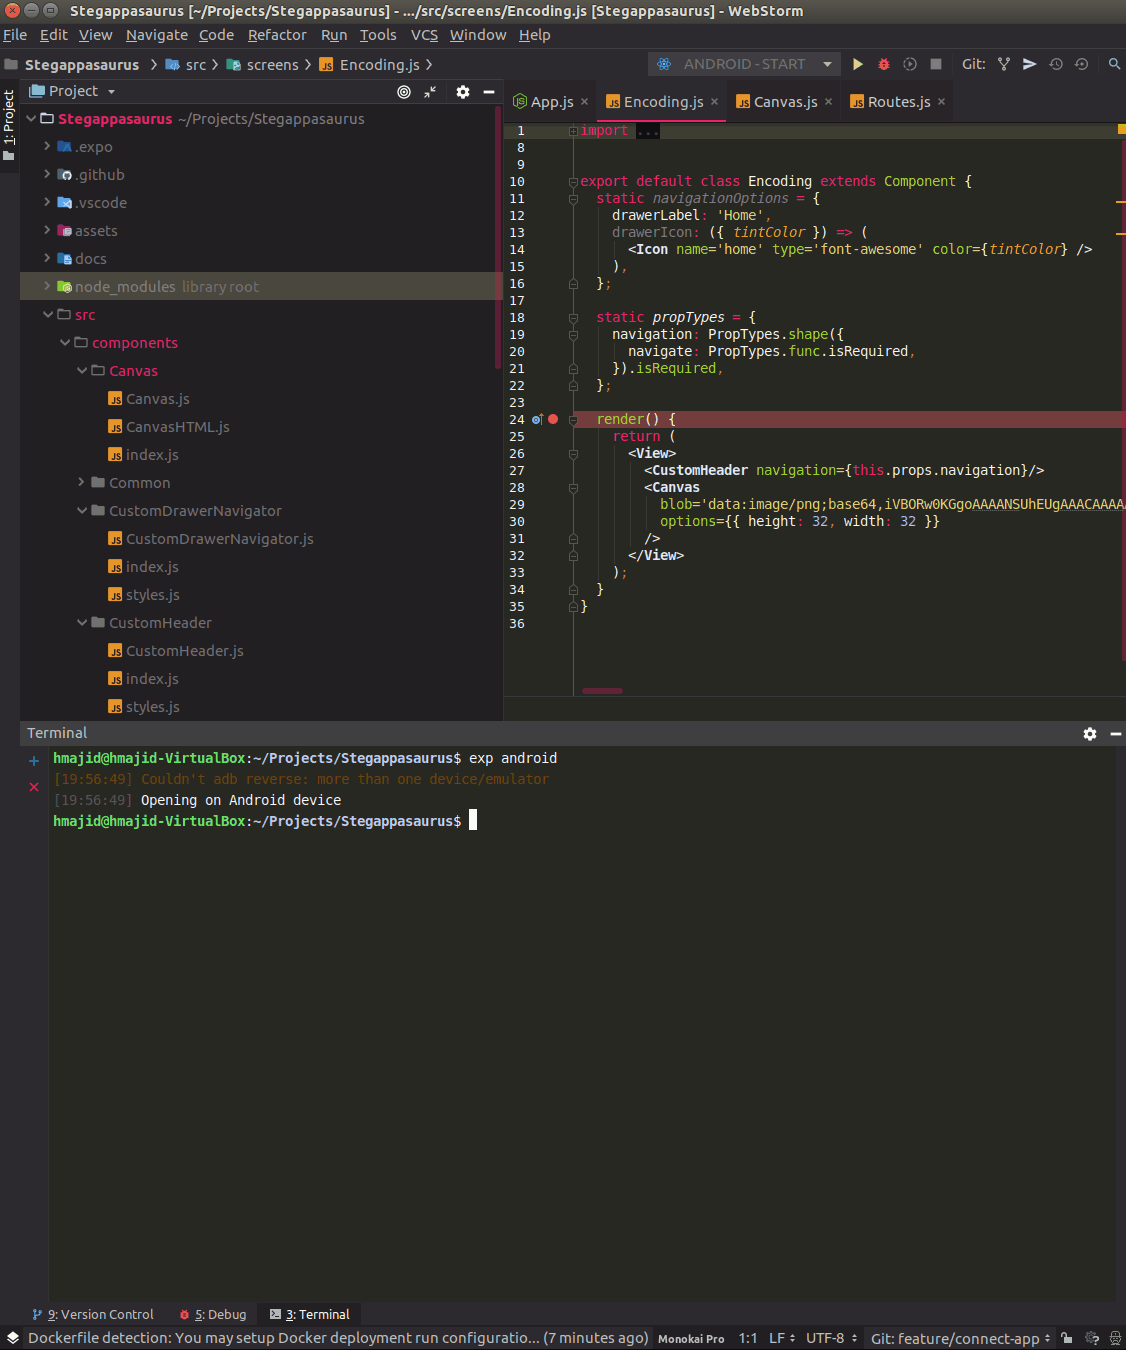 Stegappasaurus [~/Projects/Stegappasaurus] - .../src/screens/Encoding.js [Stegappasaurus] - WebStorm
File Edit View Navigate Code Refactor Run Tools VCS Window Help
Stegappasaurus src screens Encoding.js ANDROID - START Git:
1: Project
Project
Stegappasaurus ~/Projects/Stegappasaurus
.expo
.github
.vscode
assets
docs
node_modules library root
src
components
Canvas
Canvas.js
CanvasHTML.js
index.js
Common
CustomDrawerNavigator
CustomDrawerNavigator.js
index.js
styles.js
CustomHeader
CustomHeader.js
index.js
styles.js
App.js × Encoding.js × Canvas.js × Routes.js ×
1 import ...
8
9
10 export default class Encoding extends Component {
11 static navigationOptions = {
12 drawerLabel: 'Home',
13 drawerIcon: ({ tintColor }) => (
14 <Icon name='home' type='font-awesome' color={tintColor} />
15 ),
16 };
17
18 static propTypes = {
19 navigation: PropTypes.shape({
20 navigate: PropTypes.func.isRequired,
21 }).isRequired,
22 };
23
24 render() {
25 return (
26 <View>
27 <CustomHeader navigation={this.props.navigation}/>
28 <Canvas
29 blob='data:image/png;base64,iVBORw0KGgoAAAANSUhEUgAAACAAAA
30 options={{ height: 32, width: 32 }}
31 />
32 </View>
33 );
34 }
35 }
36
Terminal
hmajid@hmajid-VirtualBox:~/Projects/Stegappasaurus$ exp android
[19:56:49] Couldn't adb reverse: more than one device/emulator
[19:56:49] Opening on Android device
hmajid@hmajid-VirtualBox:~/Projects/Stegappasaurus$
9: Version Control 5: Debug 3: Terminal
Dockerfile detection: You may setup Docker deployment run configuratio... (7 minutes ago) Monokai Pro 1:1 LF UTF-8 Git: feature/connect-app